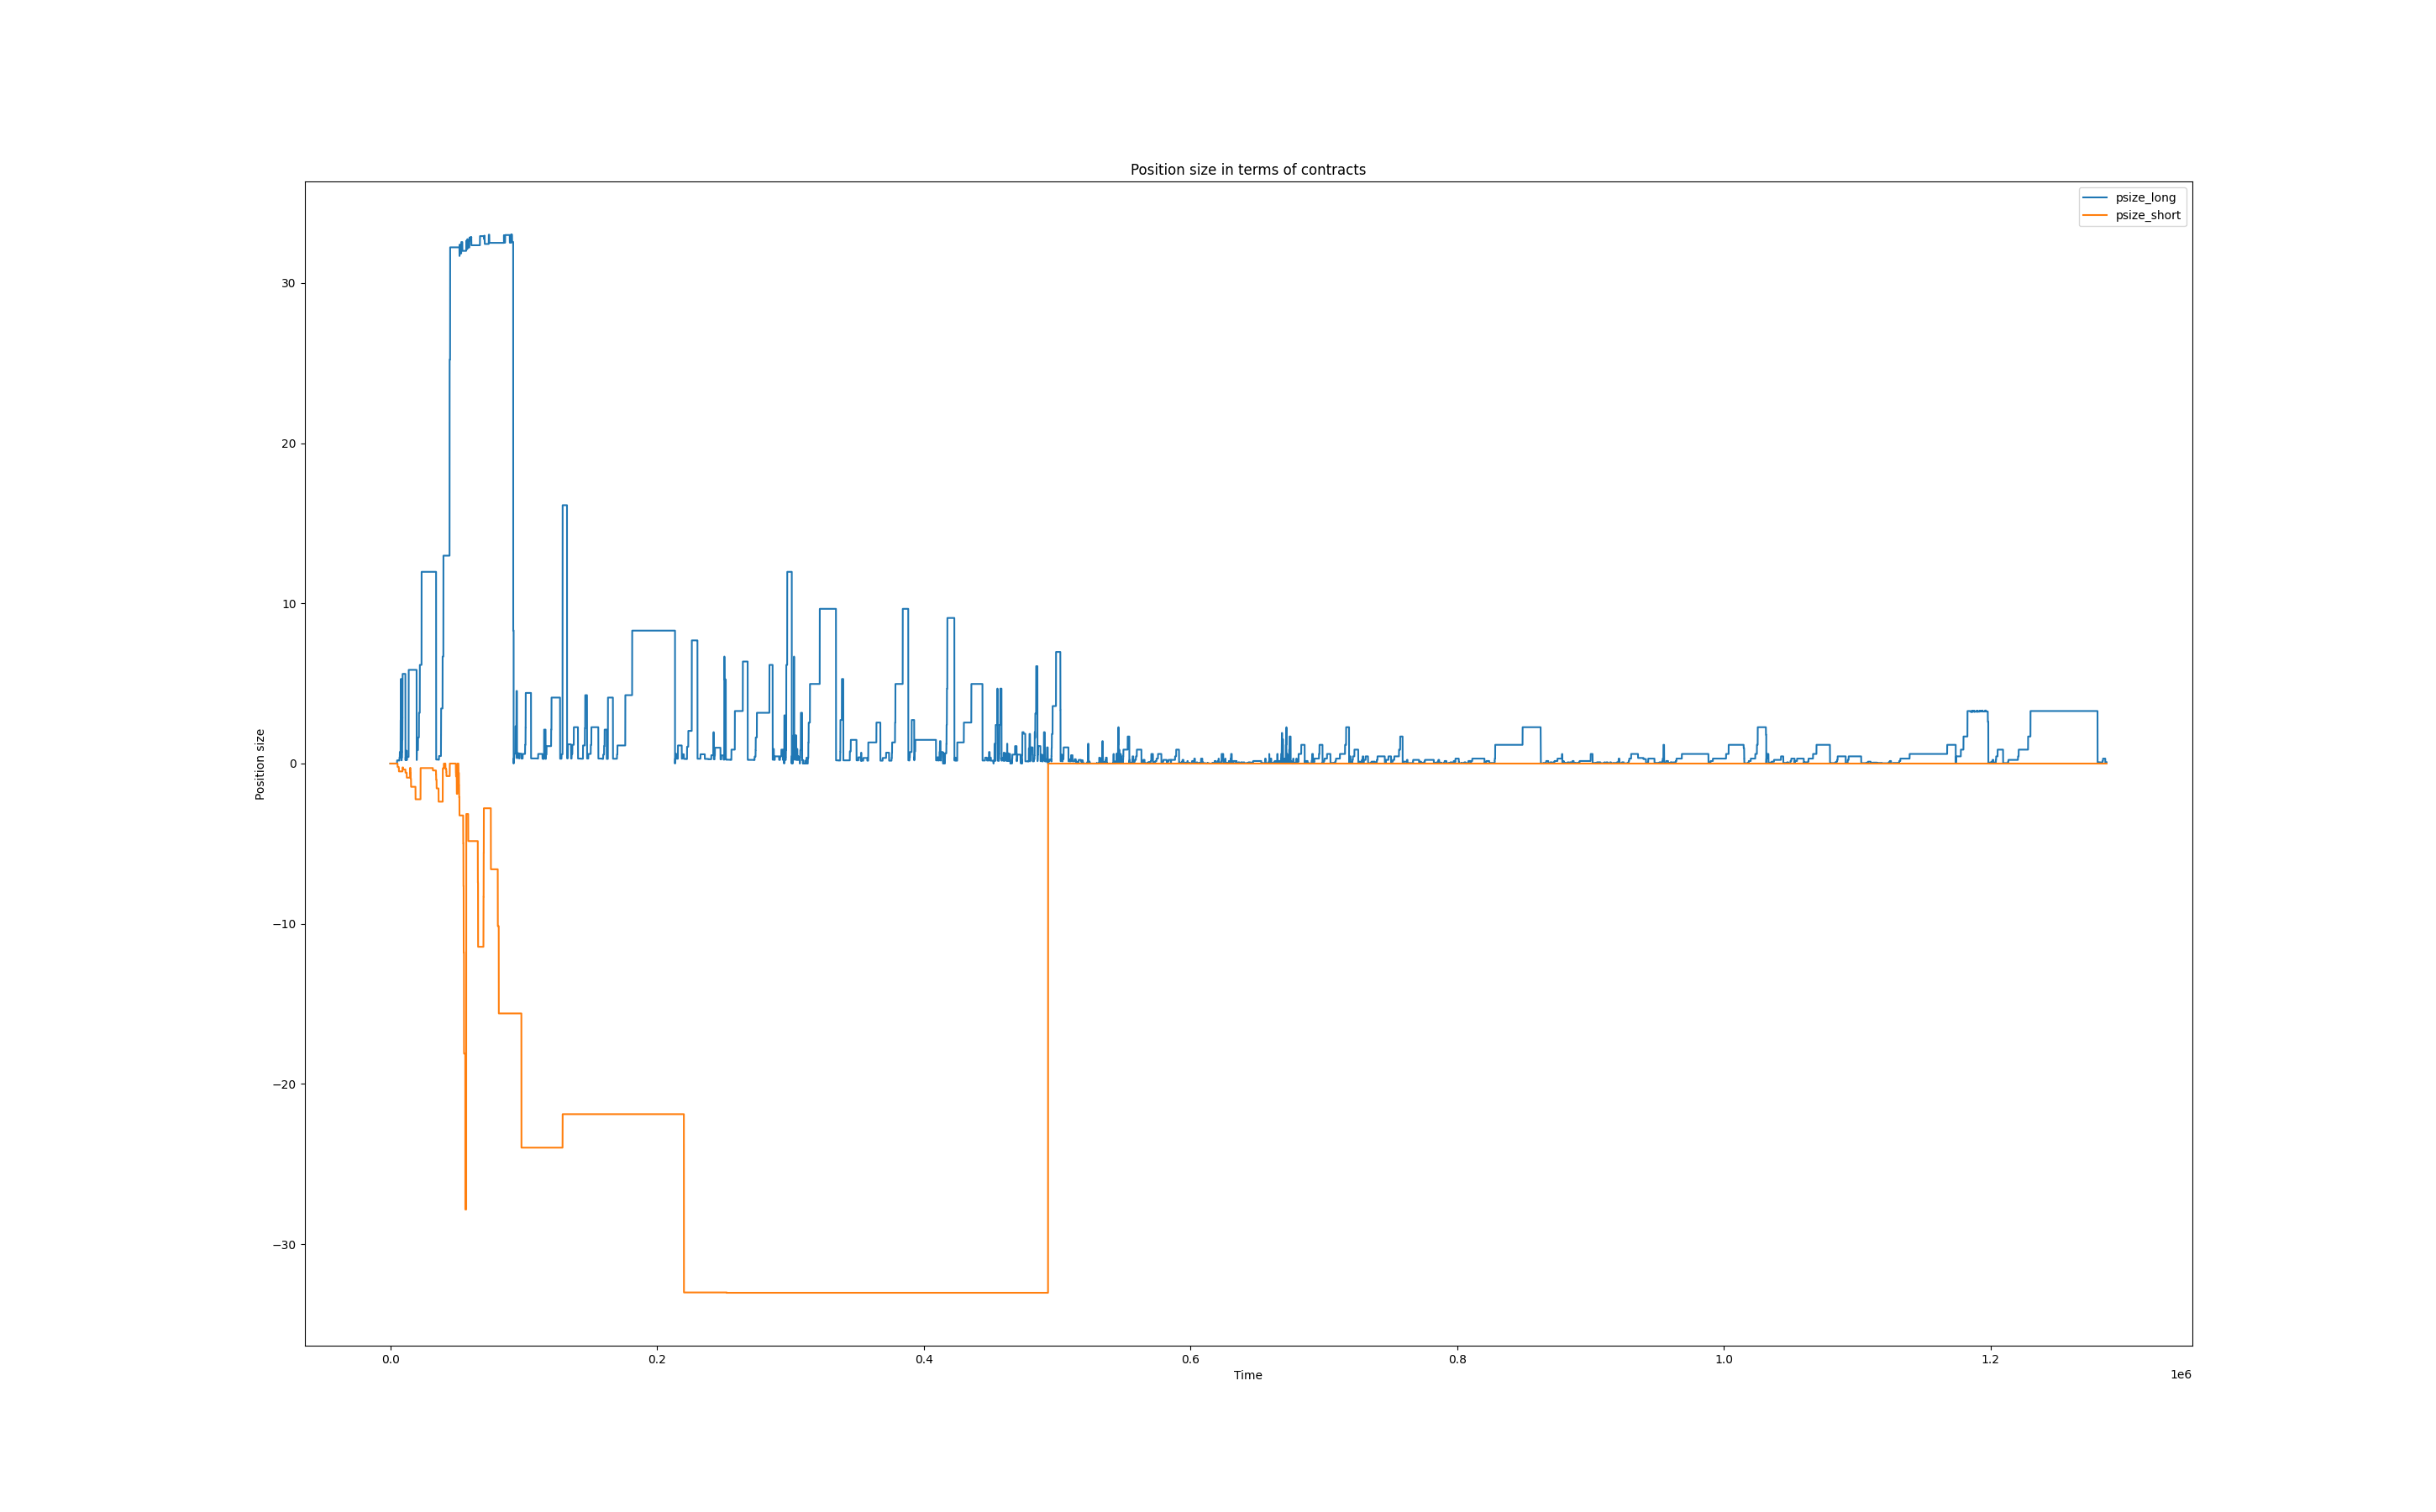 Position size in terms of contracts
psize_long
psize_short
Position size
30
20
10
0
−10
−20
−30
0.0 0.2 0.4 0.6 0.8 1.0 1.2
Time
1e6